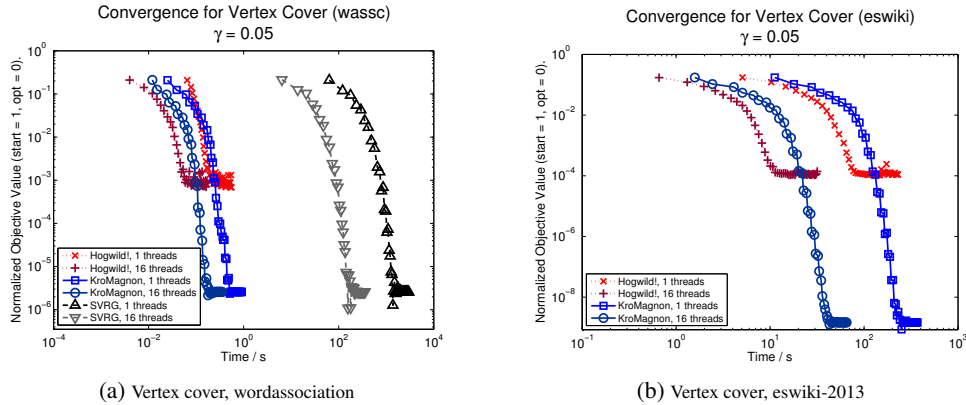 Convergence for Vertex Cover (wassc)
γ = 0.05
Normalized Objective Value (start = 1, opt = 0).
10^0
10^−1
10^−2
10^−3
10^−4
10^−5
10^−6
Hogwild!, 1 threads
Hogwild!, 16 threads
KroMagnon, 1 threads
KroMagnon, 16 threads
SVRG, 1 threads
SVRG, 16 threads
10^−4
10^−2
10^0
10^2
10^4
Time / s
(a) Vertex cover, wordassociation
Convergence for Vertex Cover (eswiki)
γ = 0.05
Normalized Objective Value (start = 1, opt = 0).
10^0
10^−2
10^−4
10^−6
10^−8
Hogwild!, 1 threads
Hogwild!, 16 threads
KroMagnon, 1 threads
KroMagnon, 16 threads
10^−1
10^0
10^1
10^2
10^3
Time / s
(b) Vertex cover, eswiki-2013